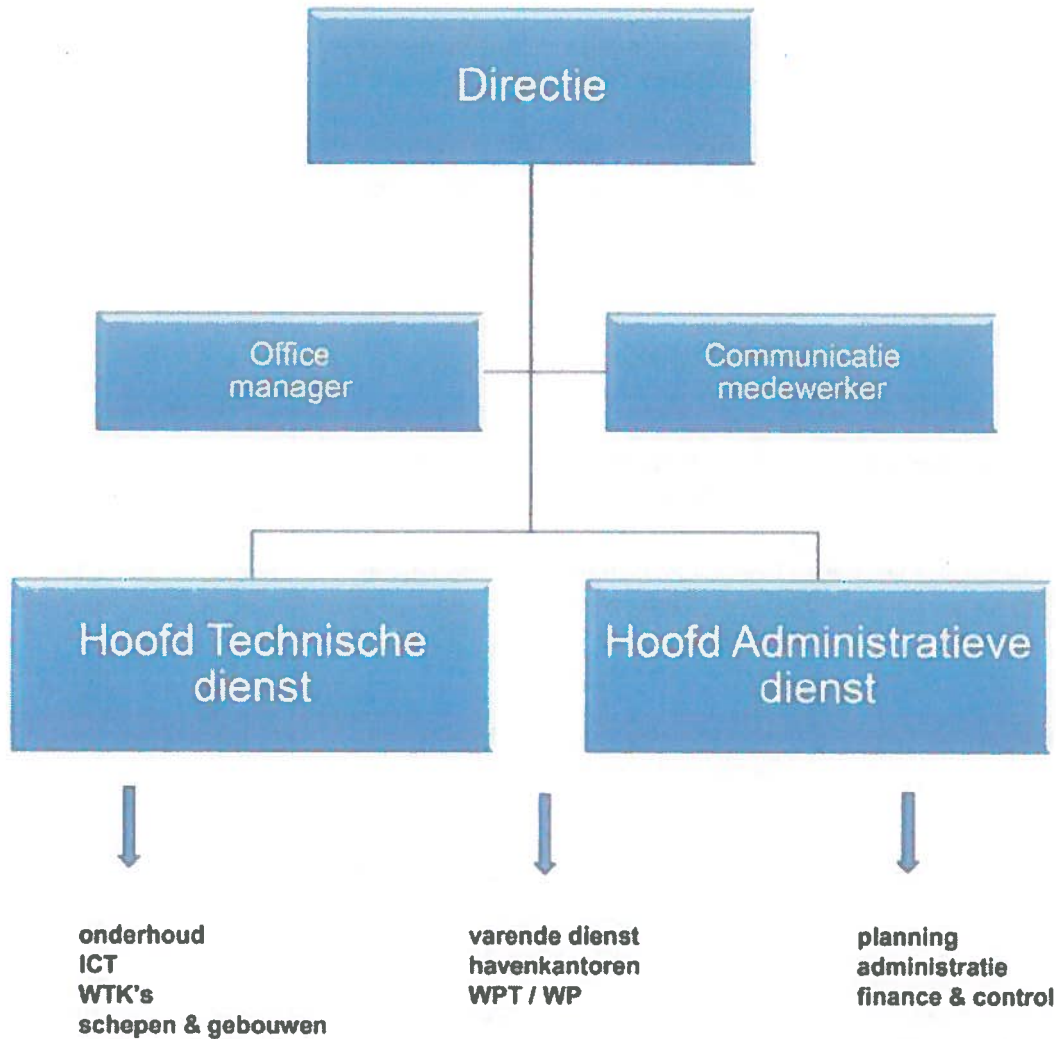 Directie
Office
manager
Communicatie
medewerker
Hoofd Technische
dienst
Hoofd Administratieve
dienst
onderhoud
ICT
WTK's
schepen & gebouwen
varende dienst
havenkantoren
WPT / WP
planning
administratie
finance & control